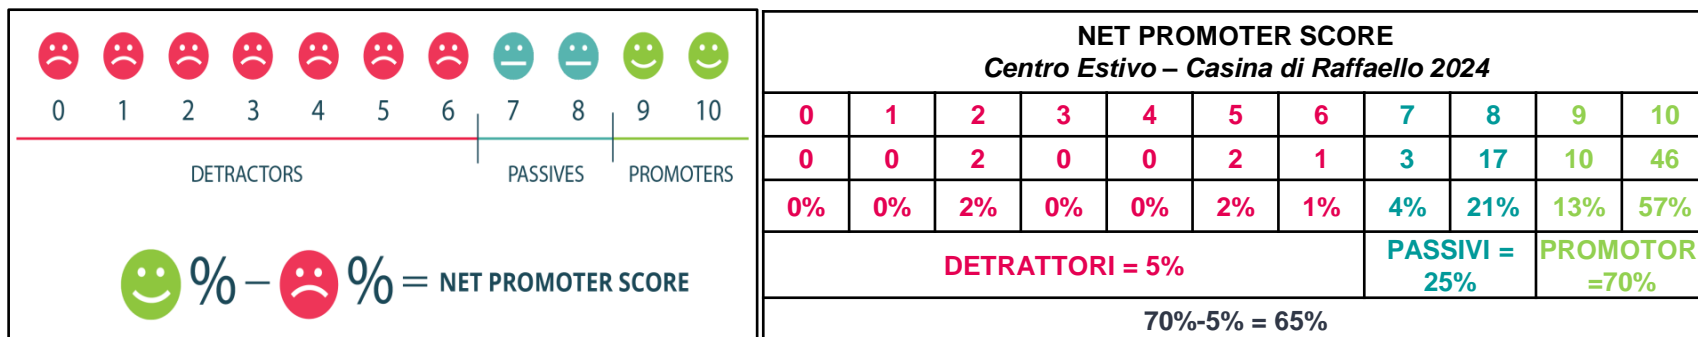 0 1 2 3 4 5 6 7 8 9 10
DETRACTORS PASSIVES PROMOTERS
% - % = NET PROMOTER SCORE
NET PROMOTER SCORE
Centro Estivo – Casina di Raffaello 2024
0 1 2 3 4 5 6 7 8 9 10
0 0 2 0 0 2 1 3 17 10 46
0% 0% 2% 0% 0% 2% 1% 4% 21% 13% 57%
DETRATTORI = 5% PASSIVI = 25% PROMOTOR =70%
70%-5% = 65%